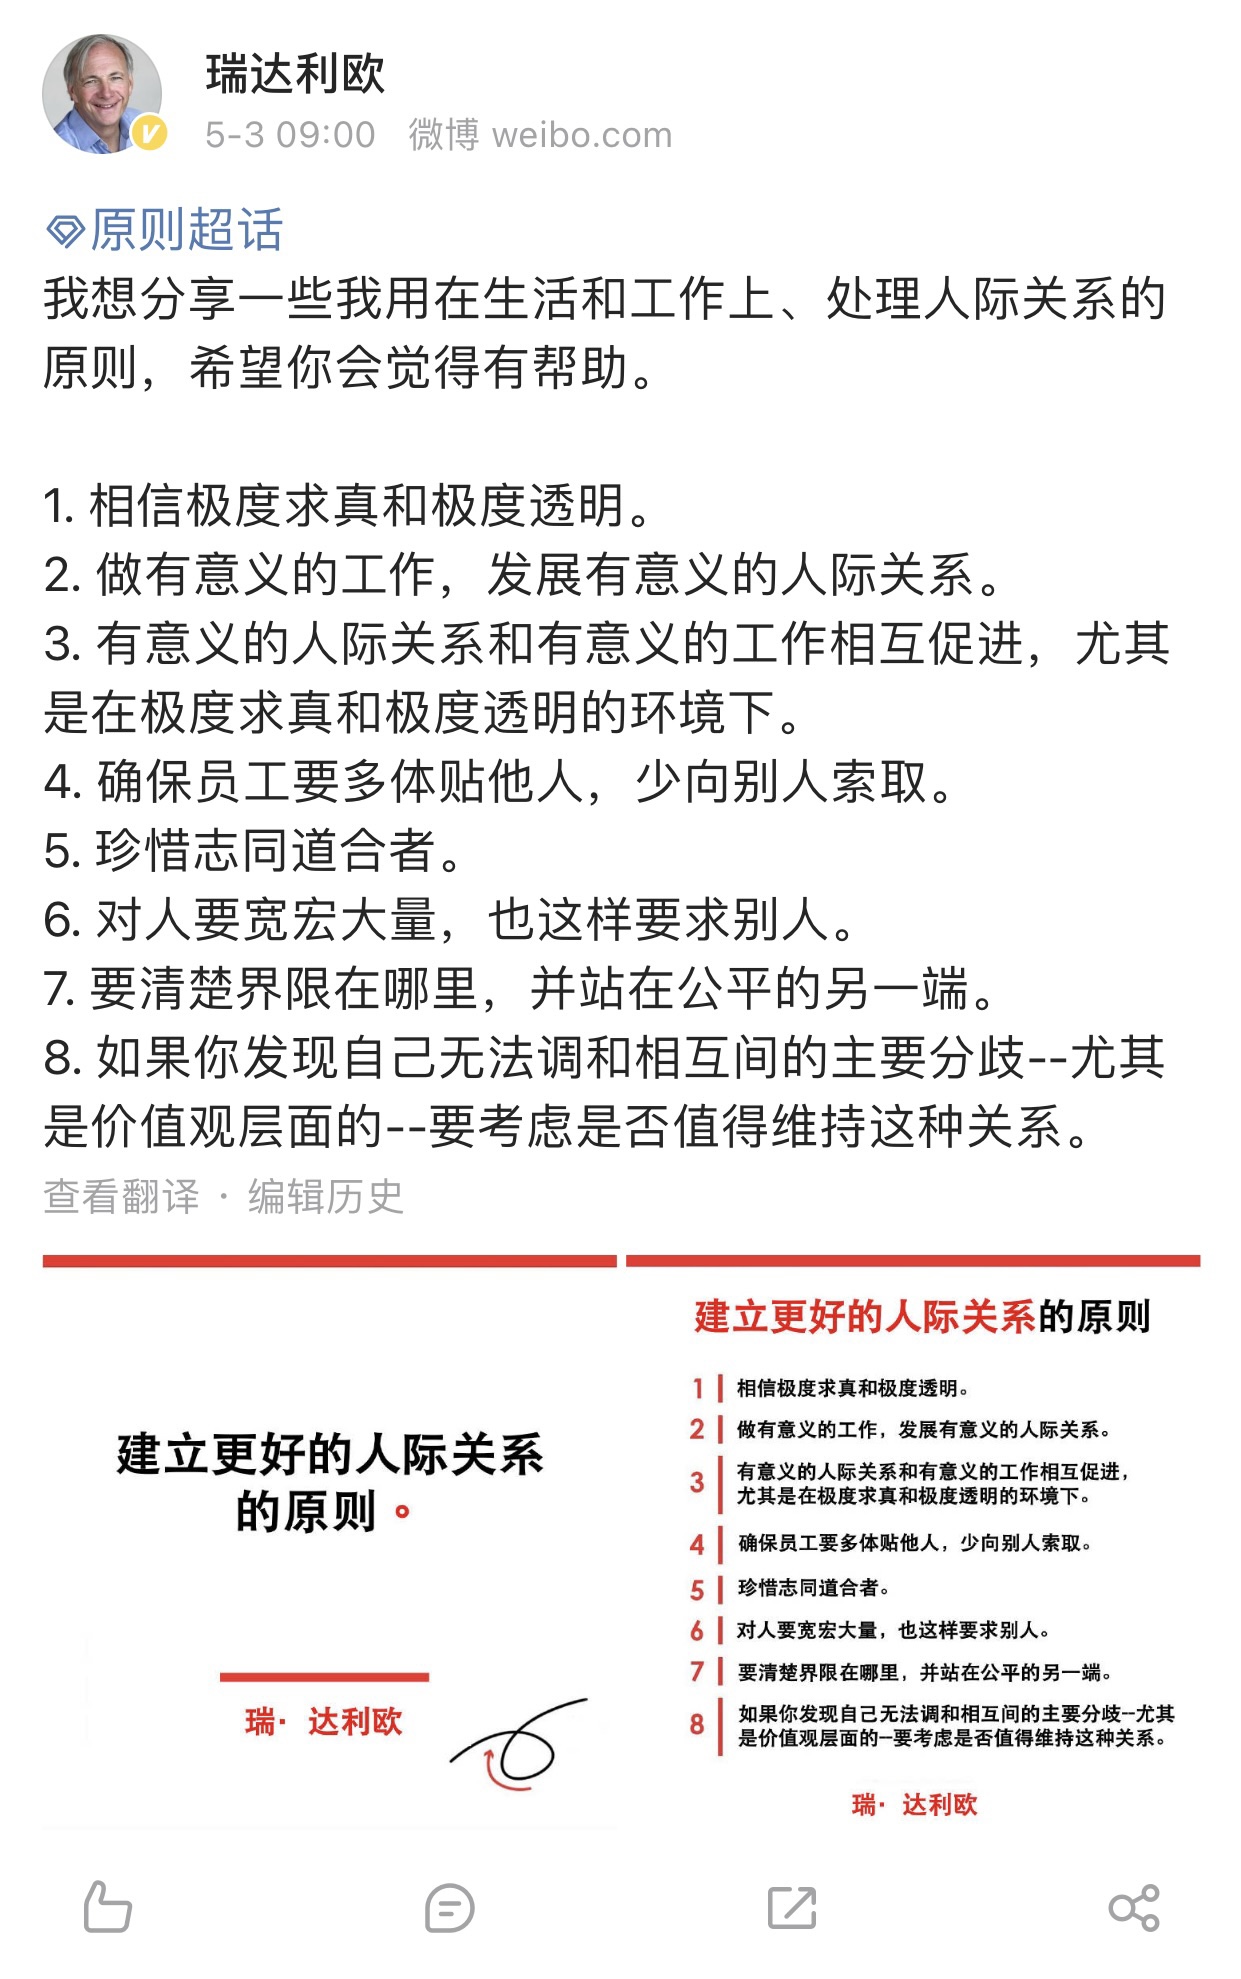 瑞达利欧
5-3 09:00 微博 weibo.com
原则超话
我想分享一些我用在生活和工作上、处理人际关系的
原则，希望你会觉得有帮助。
1. 相信极度求真和极度透明。
2. 做有意义的工作，发展有意义的人际关系。
3. 有意义的人际关系和有意义的工作相互促进，尤其
是在极度求真和极度透明的环境下。
4. 确保员工要多体贴他人，少向别人索取。
5. 珍惜志同道合者。
6. 对人要宽宏大量，也这样要求别人。
7. 要清楚界限在哪里，并站在公平的另一端。
8. 如果你发现自己无法调和相互间的主要分歧--尤其
是价值观层面的--要考虑是否值得维持这种关系。
查看翻译 · 编辑历史
建立更好的人际关系
的原则。
瑞· 达利欧
建立更好的人际关系的原则
1 相信极度求真和极度透明。
2 做有意义的工作，发展有意义的人际关系。
3 有意义的人际关系和有意义的工作相互促进，
尤其是在极度求真和极度透明的环境下。
4 确保员工要多体贴他人，少向别人索取。
5 珍惜志同道合者。
6 对人要宽宏大量，也这样要求别人。
7 要清楚界限在哪里，并站在公平的另一端。
8 如果你发现自己无法调和相互间的主要分歧--尤其
是价值观层面的--要考虑是否值得维持这种关系。
瑞· 达利欧